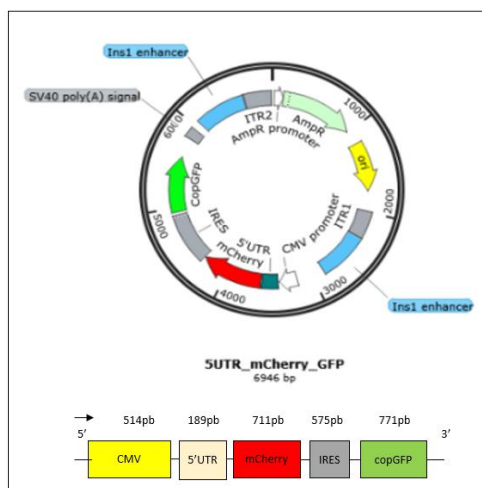 Ins1 enhancer
SV40 poly(A) signal
6000
ITR2
AmpR promoter
AmpR
1000
ori
2000
ITR1
CMV promoter
3000
Ins1 enhancer
5'UTR
mCherry
4000
IRES
5000
CopGFP
5UTR_mCherry_GFP
6946 bp
514pb 189pb 711pb 575pb 771pb
5' 3'
CMV 5'UTR mCherry IRES copGFP